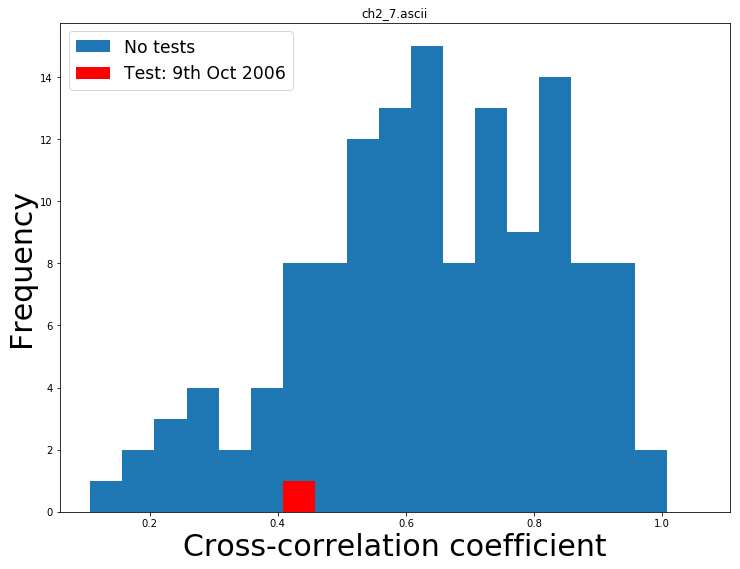 ch2_7.ascii
No tests
Test: 9th Oct 2006
Frequency
14
12
10
8
6
4
2
0
0.2 0.4 0.6 0.8 1.0
Cross-correlation coefficient